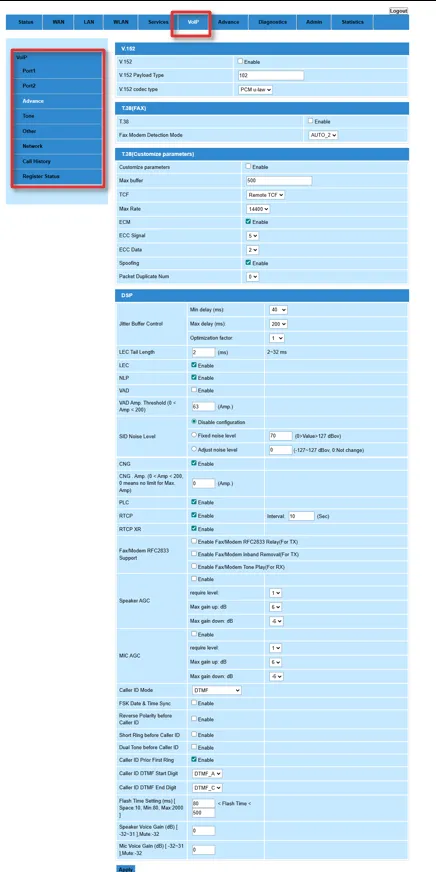 Logout
Status WAN LAN WLAN Services VoIP Advance Diagnostics Admin Statistics
VoIP
Port1
Port2
Advance
Tone
Other
Network
Call History
Register Status
V.152
V.152 Enable
V.152 Payload Type 102
V.152 codec type PCM u-law
T.38(FAX)
T.38 Enable
Fax Modem Detection Mode AUTO_2
T.38(Customize parameters)
Customize parameters Enable
Max buffer 500
TCF Remote TCF
Max Rate 14400
ECM Enable
ECC Signal 5
ECC Data 2
Spoofing Enable
Packet Duplicate Num 0
DSP
Jitter Buffer Control
Min delay (ms): 40
Max delay (ms): 200
Optimization factor: 1
LEC Tail Length 2 (ms) 2~32 ms
LEC Enable
NLP Enable
VAD Enable
VAD Amp. Threshold (0 <
Amp < 200) 63 (Amp.)
SID Noise Level
Disable configuration
Fixed noise level 70 (0>Value>-127 dBov)
Adjust noise level 0 (-127~127 dBov, 0 Not change)
CNG Enable
CNG . Amp. (0 < Amp < 200,
0 means no limit for Max.
Amp) 0 (Amp.)
PLC Enable
RTCP Enable Interval: 10 (Sec)
RTCP XR Enable
Fax/Modem RFC2833
Support
Enable Fax/Modem RFC2833 Relay(For TX)
Enable Fax/Modem Inband Removal(For TX)
Enable Fax/Modem Tone Play(For RX)
Speaker AGC
Enable
require level: 1
Max gain up: dB 6
Max gain down: dB -6
MIC AGC
Enable
require level: 1
Max gain up: dB 6
Max gain down: dB -6
Caller ID Mode DTMF
FSK Date & Time Sync Enable
Reverse Polarity before
Caller ID Enable
Short Ring before Caller ID Enable
Dual Tone before Caller ID Enable
Caller ID Prior First Ring Enable
Caller ID DTMF Start Digit DTMF_A
Caller ID DTMF End Digit DTMF_C
Flash Time Setting (ms) [
Space:10, Min:80, Max:2000
]
80 < Flash Time <
500
Speaker Voice Gain (dB) [
-32~31 ],Mute:-32 0
Mic Voice Gain (dB) [ -32~31
],Mute:-32 0
Apply